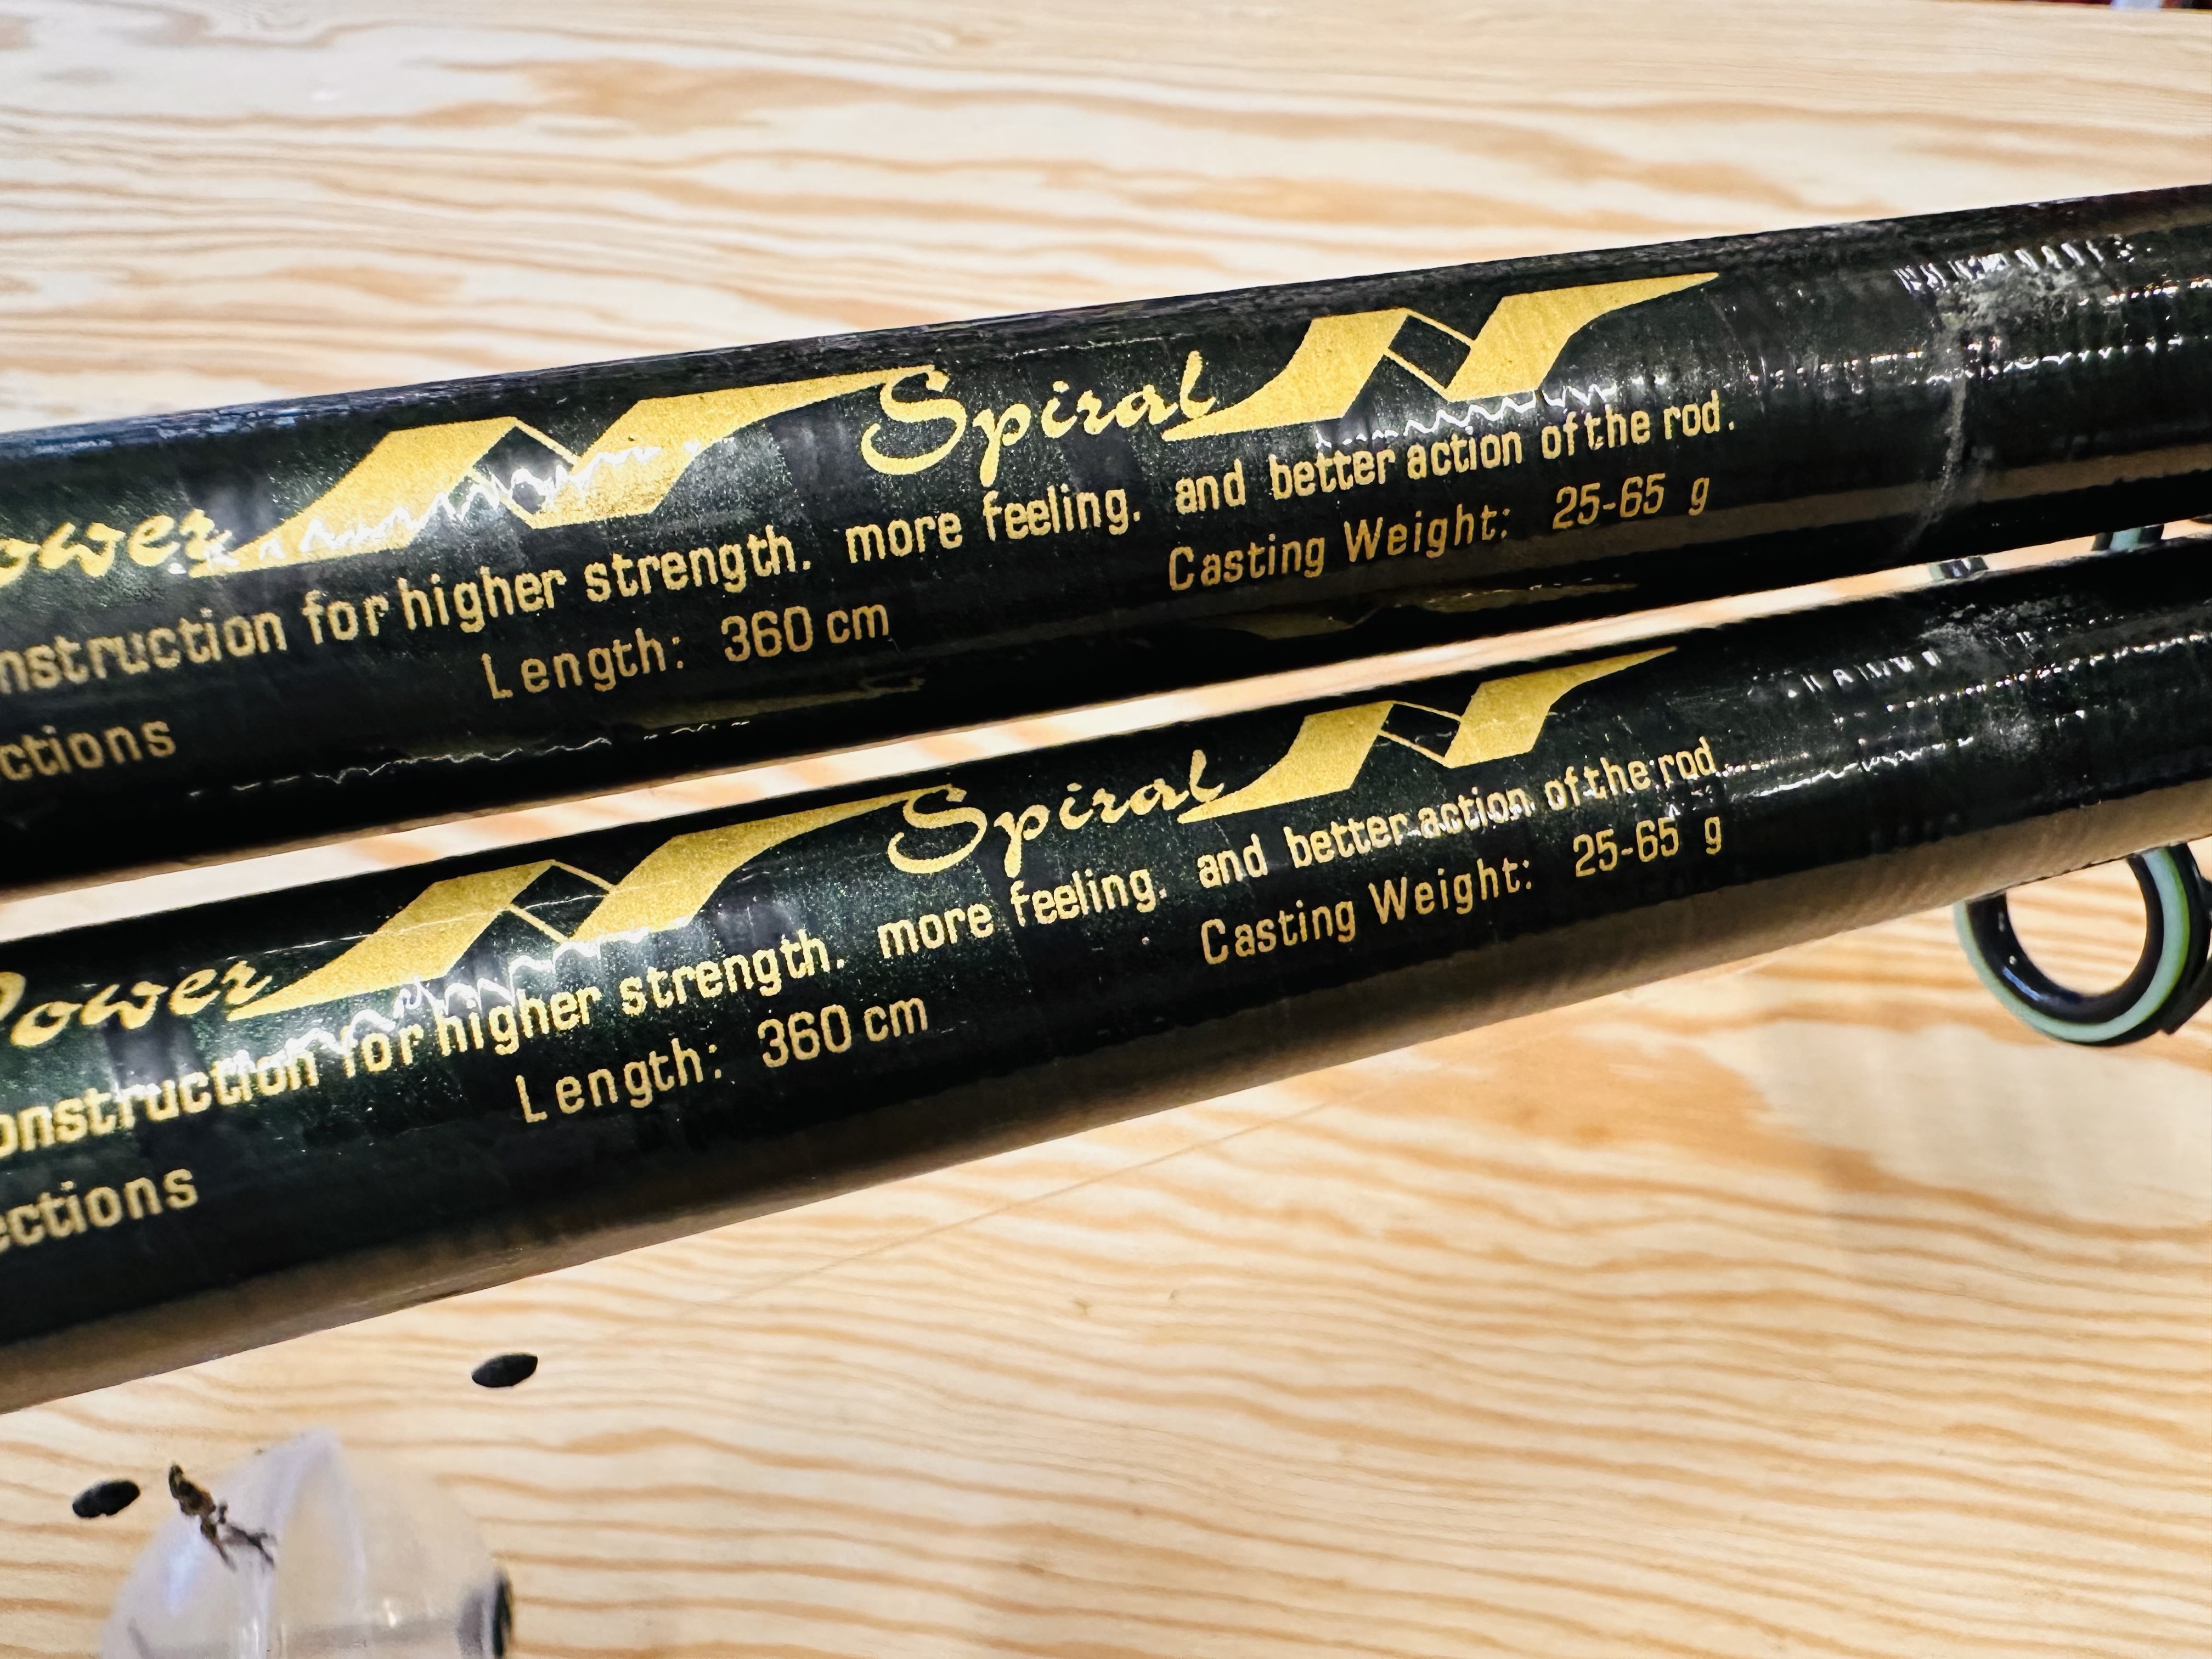 ower Spiral
nstruction for higher strength. more feeling. and better action of the rod.
ctions Length: 360 cm Casting Weight: 25-65 g
Power Spiral
onstruction for higher strength. more feeling. and better action of the rod.
ections Length: 360 cm Casting Weight: 25-65 g